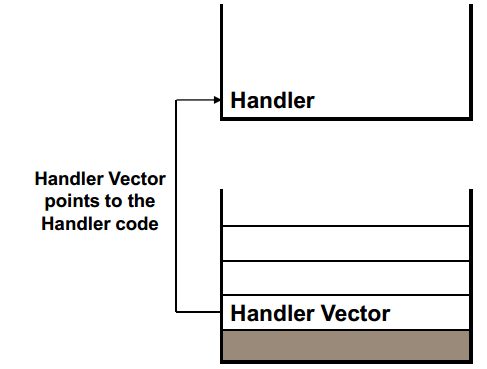 Handler
Handler Vector
points to the
Handler code
Handler Vector